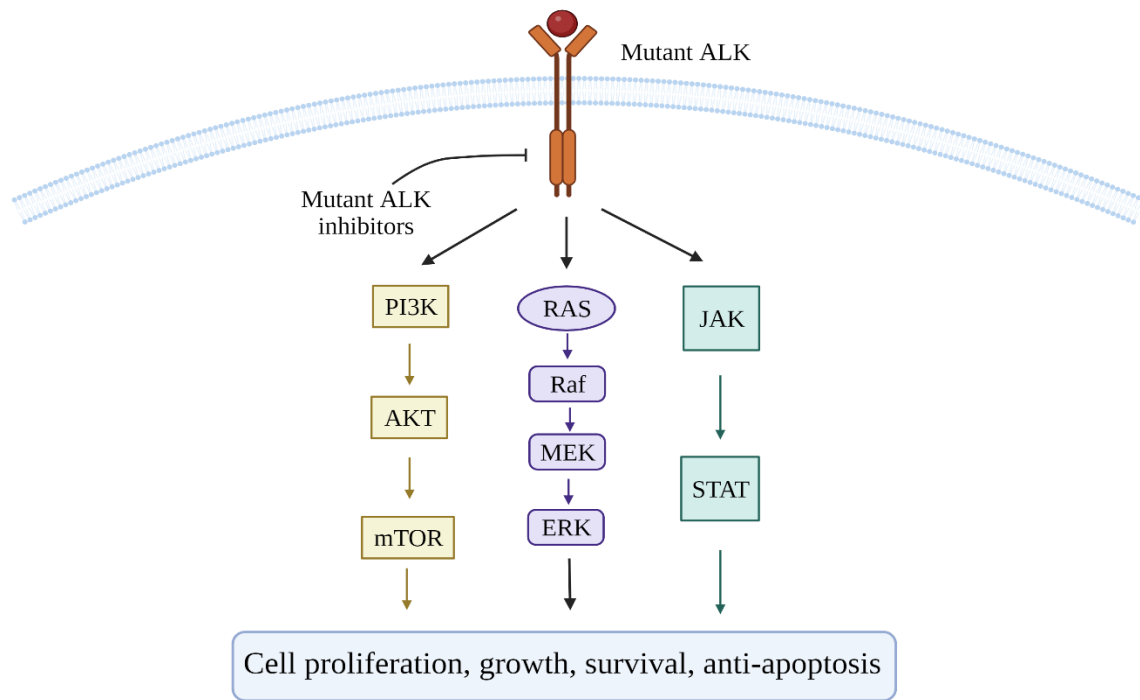 Mutant ALK
Mutant ALK
inhibitors
PI3K
RAS
JAK
Raf
AKT
MEK
STAT
ERK
mTOR
Cell proliferation, growth, survival, anti-apoptosis